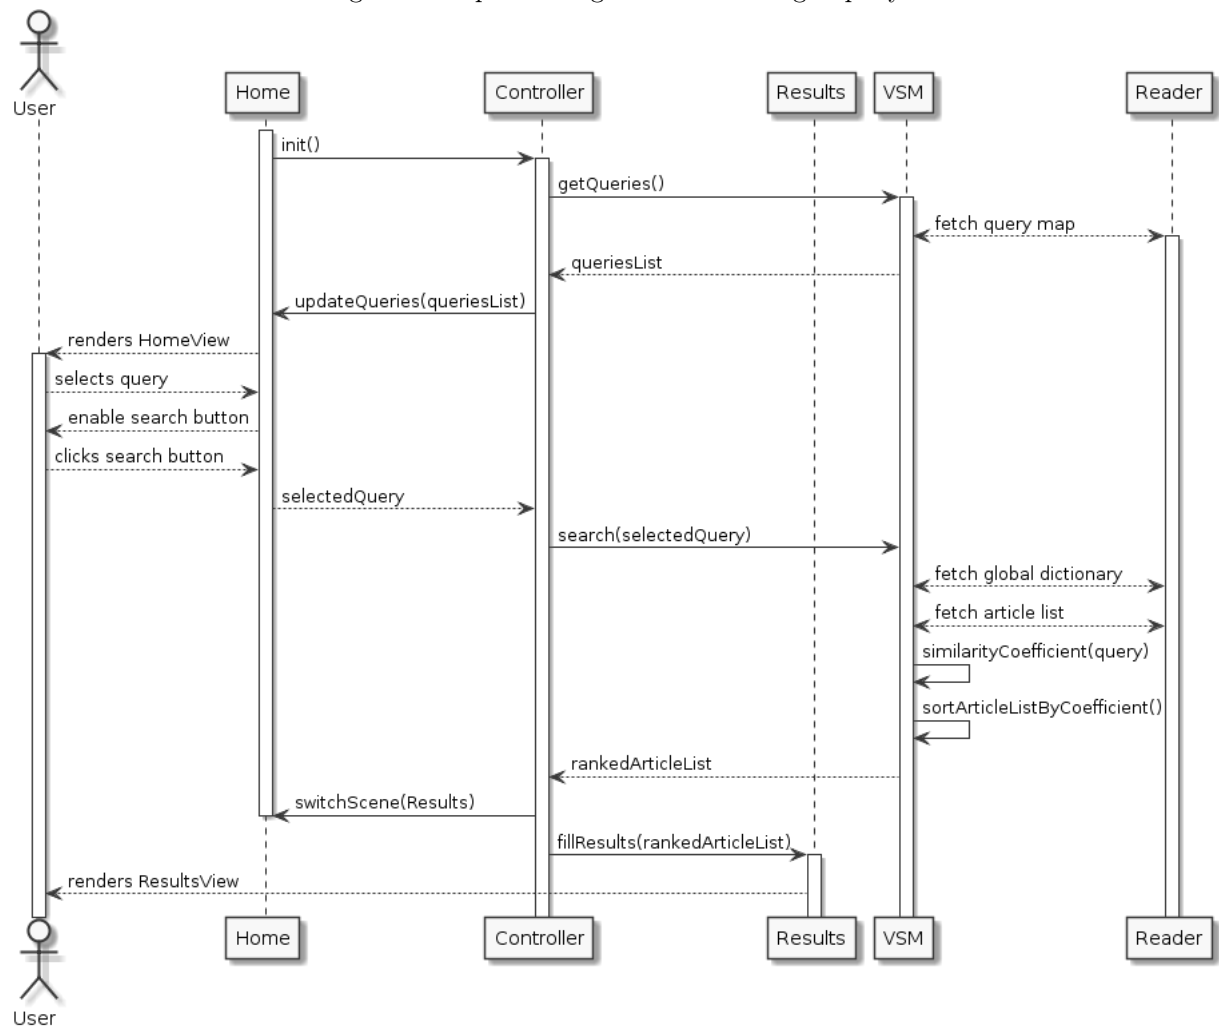 User
Home
Controller
Results
VSM
Reader
init()
getQueries()
fetch query map
queriesList
updateQueries(queriesList)
renders HomeView
selects query
enable search button
clicks search button
selectedQuery
search(selectedQuery)
fetch global dictionary
fetch article list
similarityCoefficient(query)
sortArticleListByCoefficient()
rankedArticleList
switchScene(Results)
fillResults(rankedArticleList)
renders ResultsView
Home
Controller
Results
VSM
Reader
User